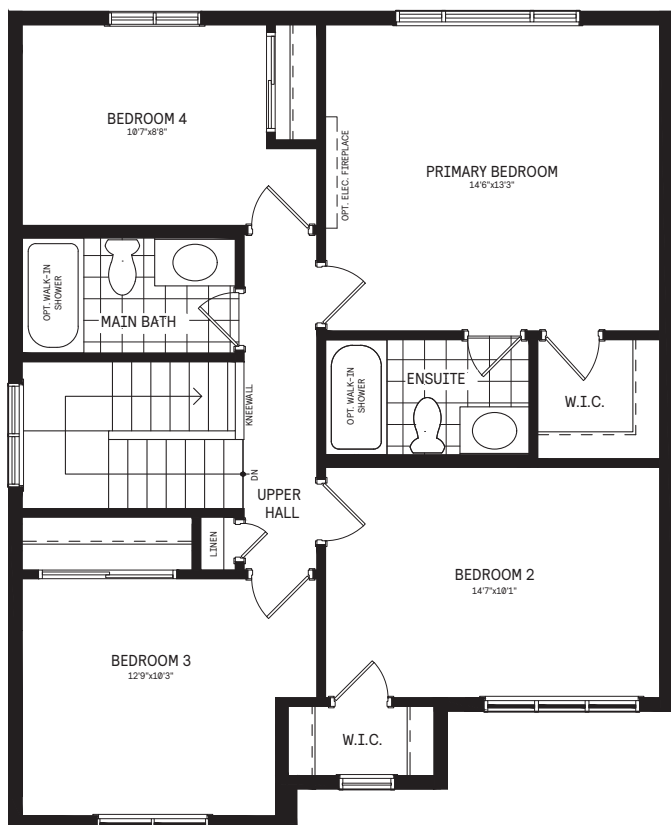 BEDROOM 4
10'7"x8'8"
OPT. ELEC. FIREPLACE
PRIMARY BEDROOM
14'6"x13'3"
OPT. WALK-IN
SHOWER
MAIN BATH
KNEEWALL
OPT. WALK-IN
SHOWER
ENSUITE
W.I.C.
DN
UPPER
HALL
LINEN
BEDROOM 2
14'7"x10'1"
BEDROOM 3
12'9"x10'3"
W.I.C.